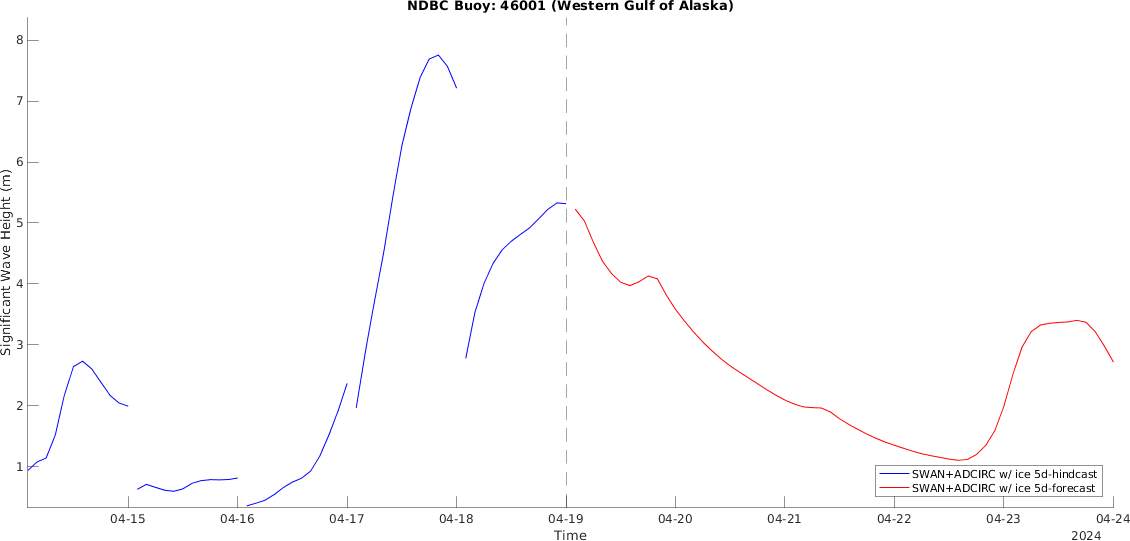 NDBC Buoy: 46001 (Western Gulf of Alaska)
8
7
6
5
4
3
2
1
Significant Wave Height (m)
SWAN+ADCIRC w/ ice 5d-hindcast
SWAN+ADCIRC w/ ice 5d-forecast
04-15 04-16 04-17 04-18 04-19 04-20 04-21 04-22 04-23 04-24
Time
2024